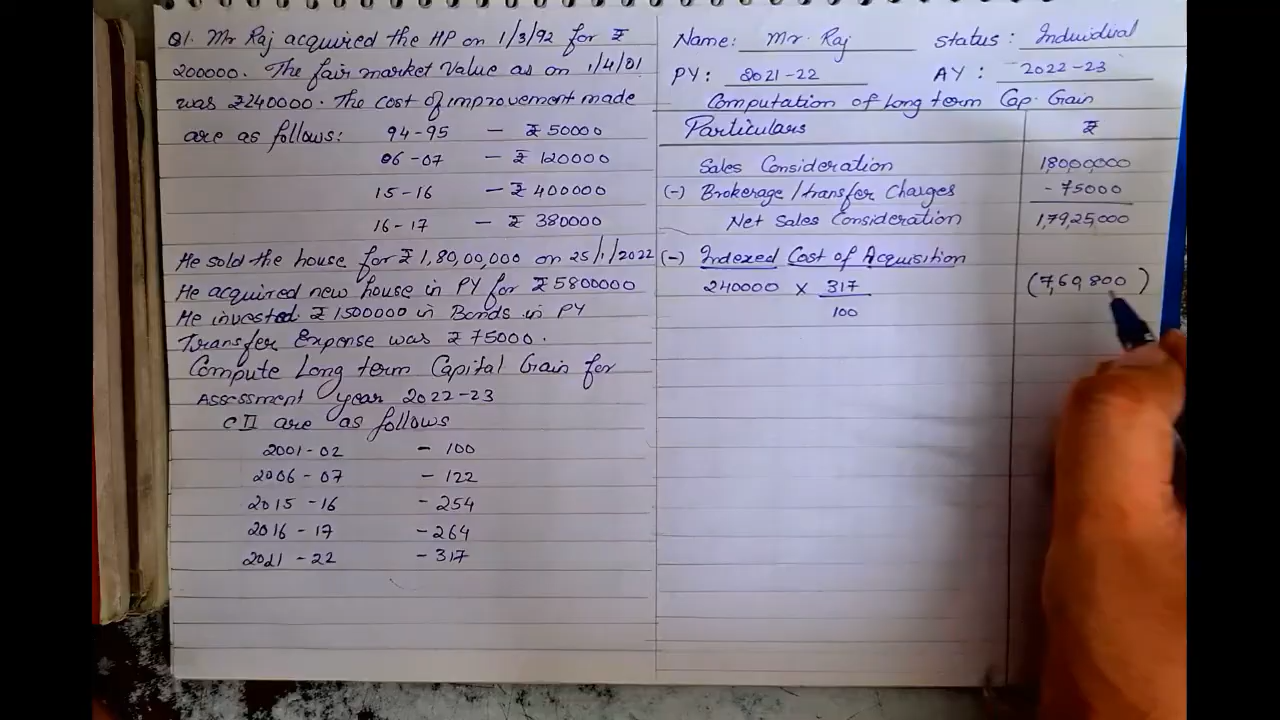 Q1. Mr Raj acquired the HP on 1/3/92 for ₹
200000. The fair market Value as on 1/4/01
was ₹240000. The cost of improvement made
are as follows: 94-95 - ₹ 50000
06-07 - ₹ 120000
15-16 - ₹ 400000
16-17 - ₹ 380000
He sold the house for ₹ 1,80,00,000 on 25/1/2022
He acquired new house in PY for ₹ 5800000
He invested ₹ 1500000 in Bonds in PY
Transfer Expense was ₹ 75000.
Compute Long term Capital Gain for
Assessment year 2022-23
CII are as follows
2001-02 - 100
2006-07 - 122
2015-16 - 254
2016-17 - 264
2021-22 - 317
Name: Mr. Raj Status: Individual
PY: 2021-22 AY: 2022-23
Computation of Long term Cap. Gain
Particulars ₹
Sales Consideration 18000000
(-) Brokerage/transfer Charges - 75000
Net Sales Consideration 1,79,25,000
(-) Indexed Cost of Acquisition
240000 x 317 (7,69,800)
100